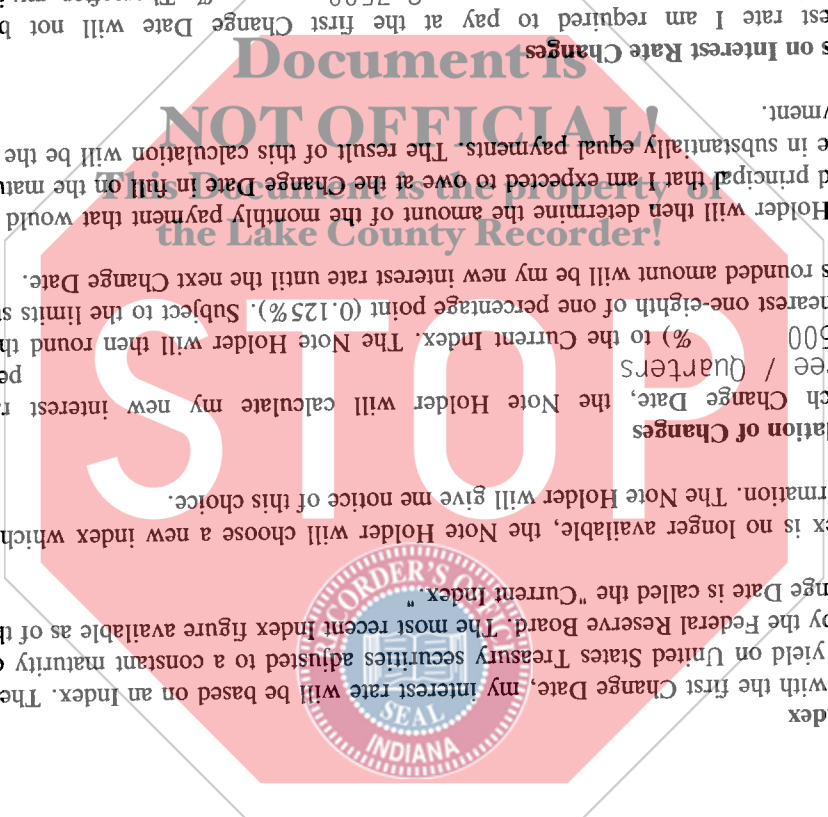 Document is
NOT OFFICIAL!
This Document is the property of
the Lake County Recorder!
STOP
RECORDER'S OFFICE
SEAL
INDIANA
dex
with the first Change Date, my interest rate will be based on an Index. The
yield on United States Treasury securities adjusted to a constant maturity
by the Federal Reserve Board. The most recent Index figure available as of th
nge Date is called the "Current Index."
ex is no longer available, the Note Holder will choose a new index which
rmation. The Note Holder will give me notice of this choice.
lation of Changes
ch Change Date, the Note Holder will calculate my new interest r
ree / Quarters pe
500 %) to the Current Index. The Note Holder will then round th
nearest one-eighth of one percentage point (0.125%). Subject to the limits s
s rounded amount will be my new interest rate until the next Change Date.
Holder will then determine the amount of the monthly payment that would
d principal that I am expected to owe at the Change Date in full on the matu
e in substantially equal payments. The result of this calculation will be the
yment.
s on Interest Rate Changes
est rate I am required to pay at the first Change Date will not b